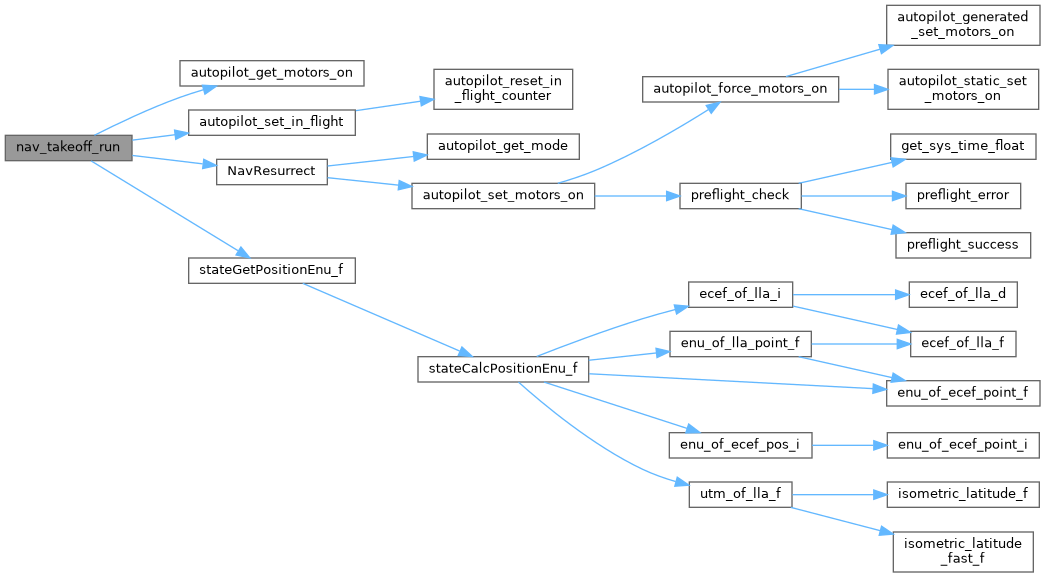 autopilot_generated
_set_motors_on
autopilot_get_motors_on
autopilot_reset_in
_flight_counter
autopilot_force_motors_on
autopilot_static_set
_motors_on
autopilot_set_in_flight
nav_takeoff_run
autopilot_get_mode
get_sys_time_float
NavResurrect
autopilot_set_motors_on
preflight_check
preflight_error
preflight_success
stateGetPositionEnu_f
ecef_of_lla_i
ecef_of_lla_d
enu_of_lla_point_f
ecef_of_lla_f
stateCalcPositionEnu_f
enu_of_ecef_point_f
enu_of_ecef_pos_i
enu_of_ecef_point_i
utm_of_lla_f
isometric_latitude_f
isometric_latitude
_fast_f